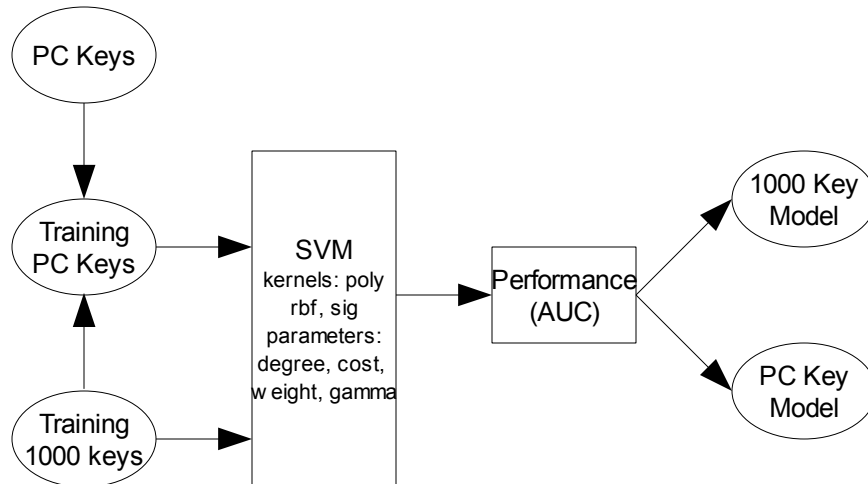 PC Keys
Training
PC Keys
Training
1000 keys
SVM
kernels: poly
rbf, sig
parameters:
degree, cost,
weight, gamma
Performance
(AUC)
1000 Key
Model
PC Key
Model